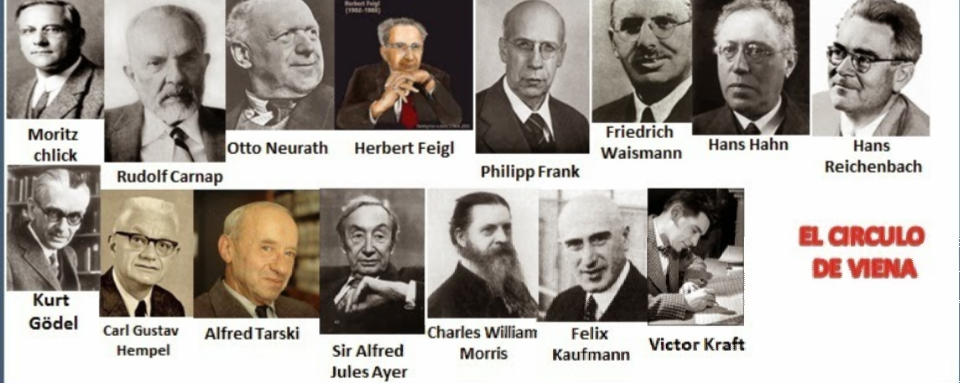 Herbert Feigl
(1902-1988)
Moritz
chlick
Rudolf Carnap
Otto Neurath
Herbert Feigl
Philipp Frank
Friedrich
Waismann
Hans Hahn
Hans
Reichenbach
EL CIRCULO
DE VIENA
Kurt
Gödel
Carl Gustav
Hempel
Alfred Tarski
Sir Alfred
Jules Ayer
Charles William
Morris
Felix
Kaufmann
Victor Kraft